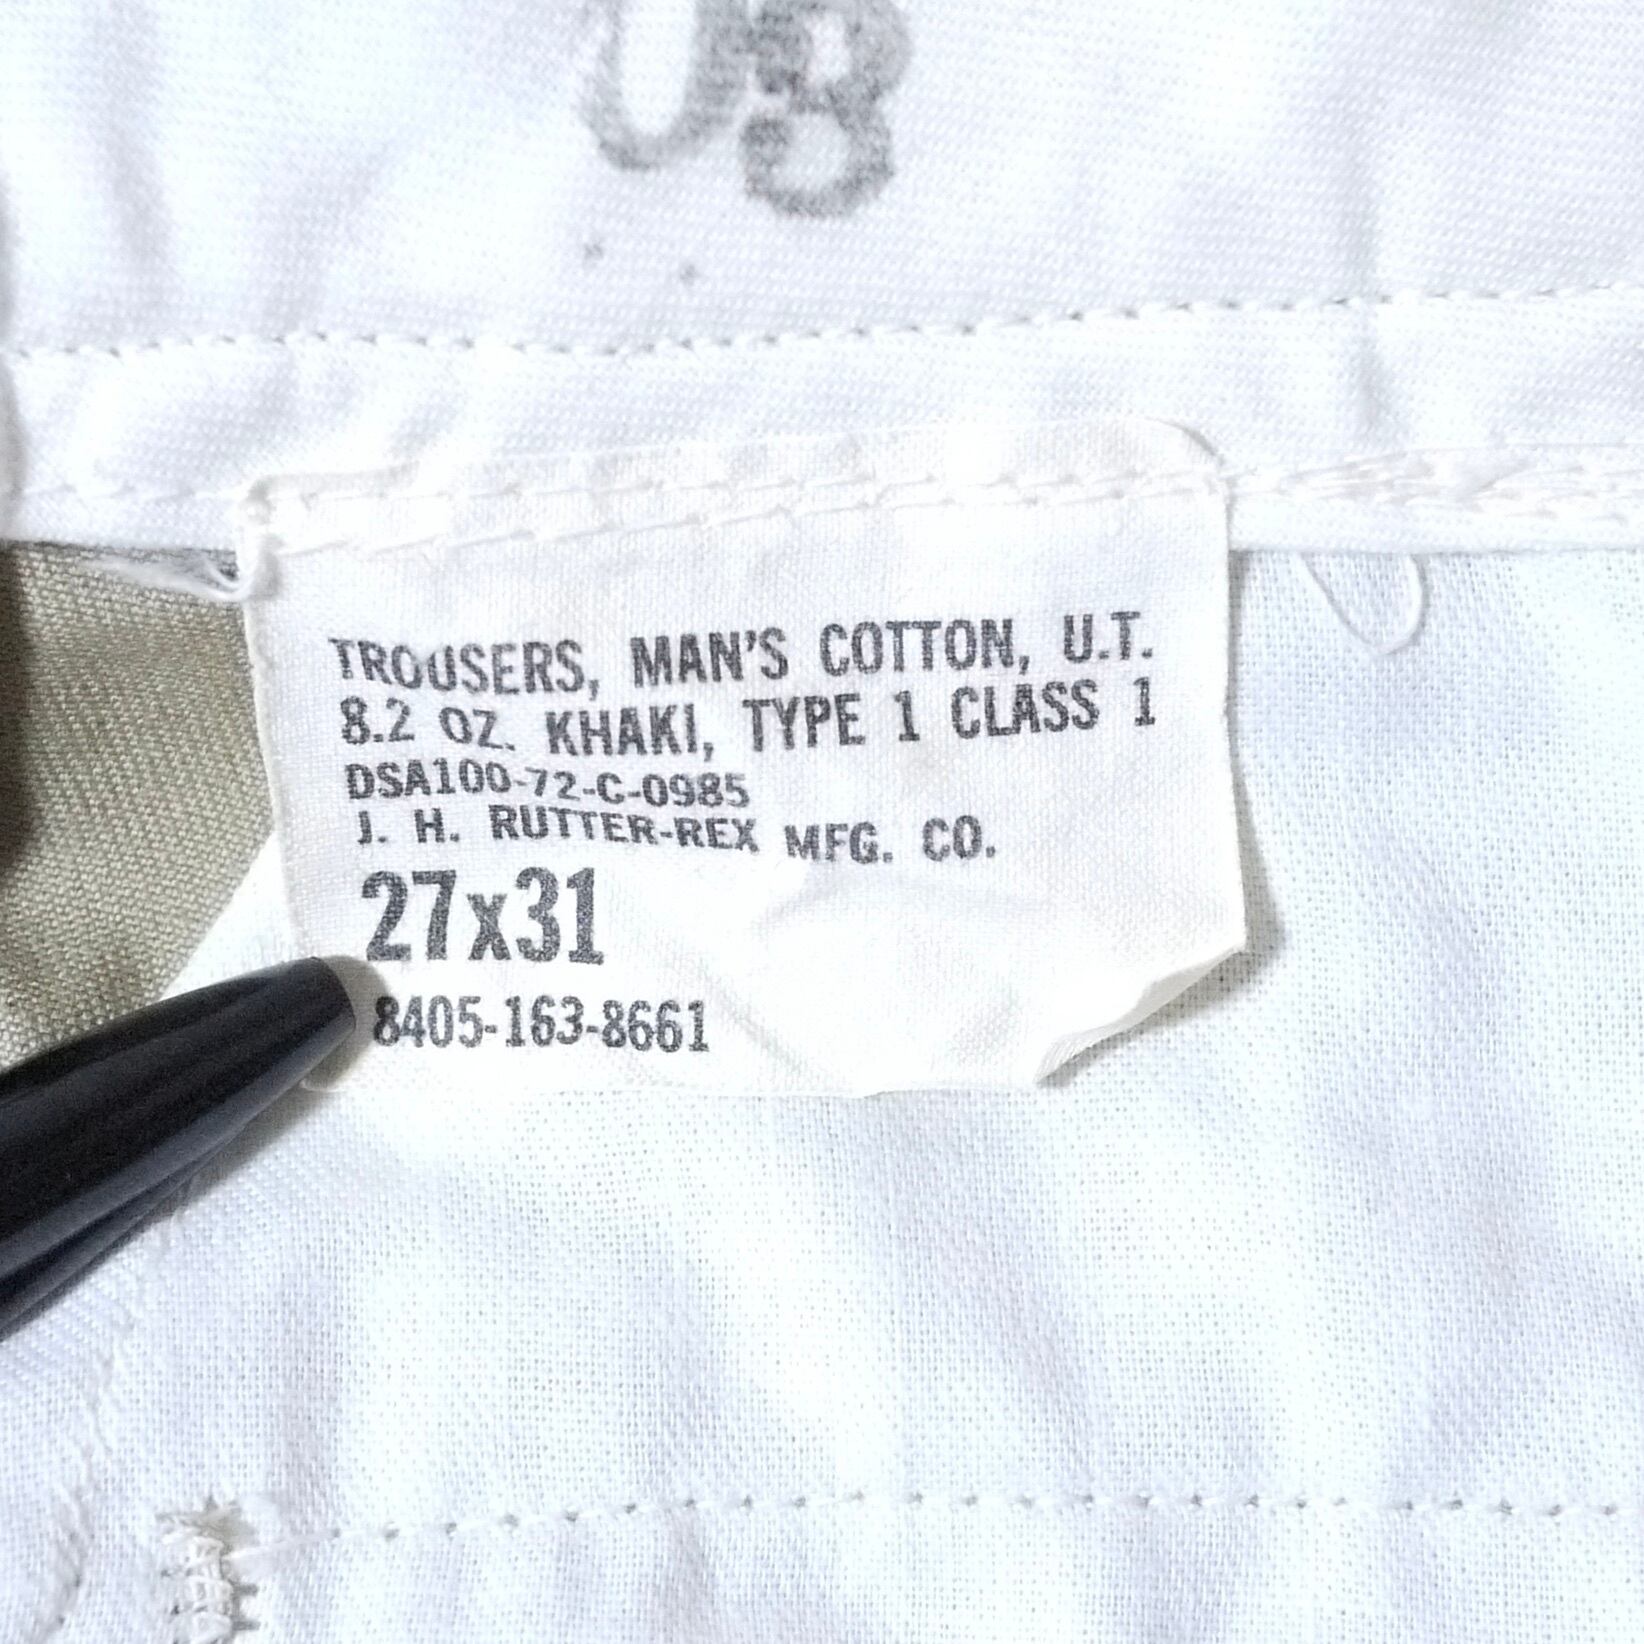 TROUSERS, MAN'S COTTON, U.T.
8.2 OZ. KHAKI, TYPE 1 CLASS 1
DSA100-72-C-0985
J. H. RUTTER-REX MFG. CO.
27x31
8405-163-8661